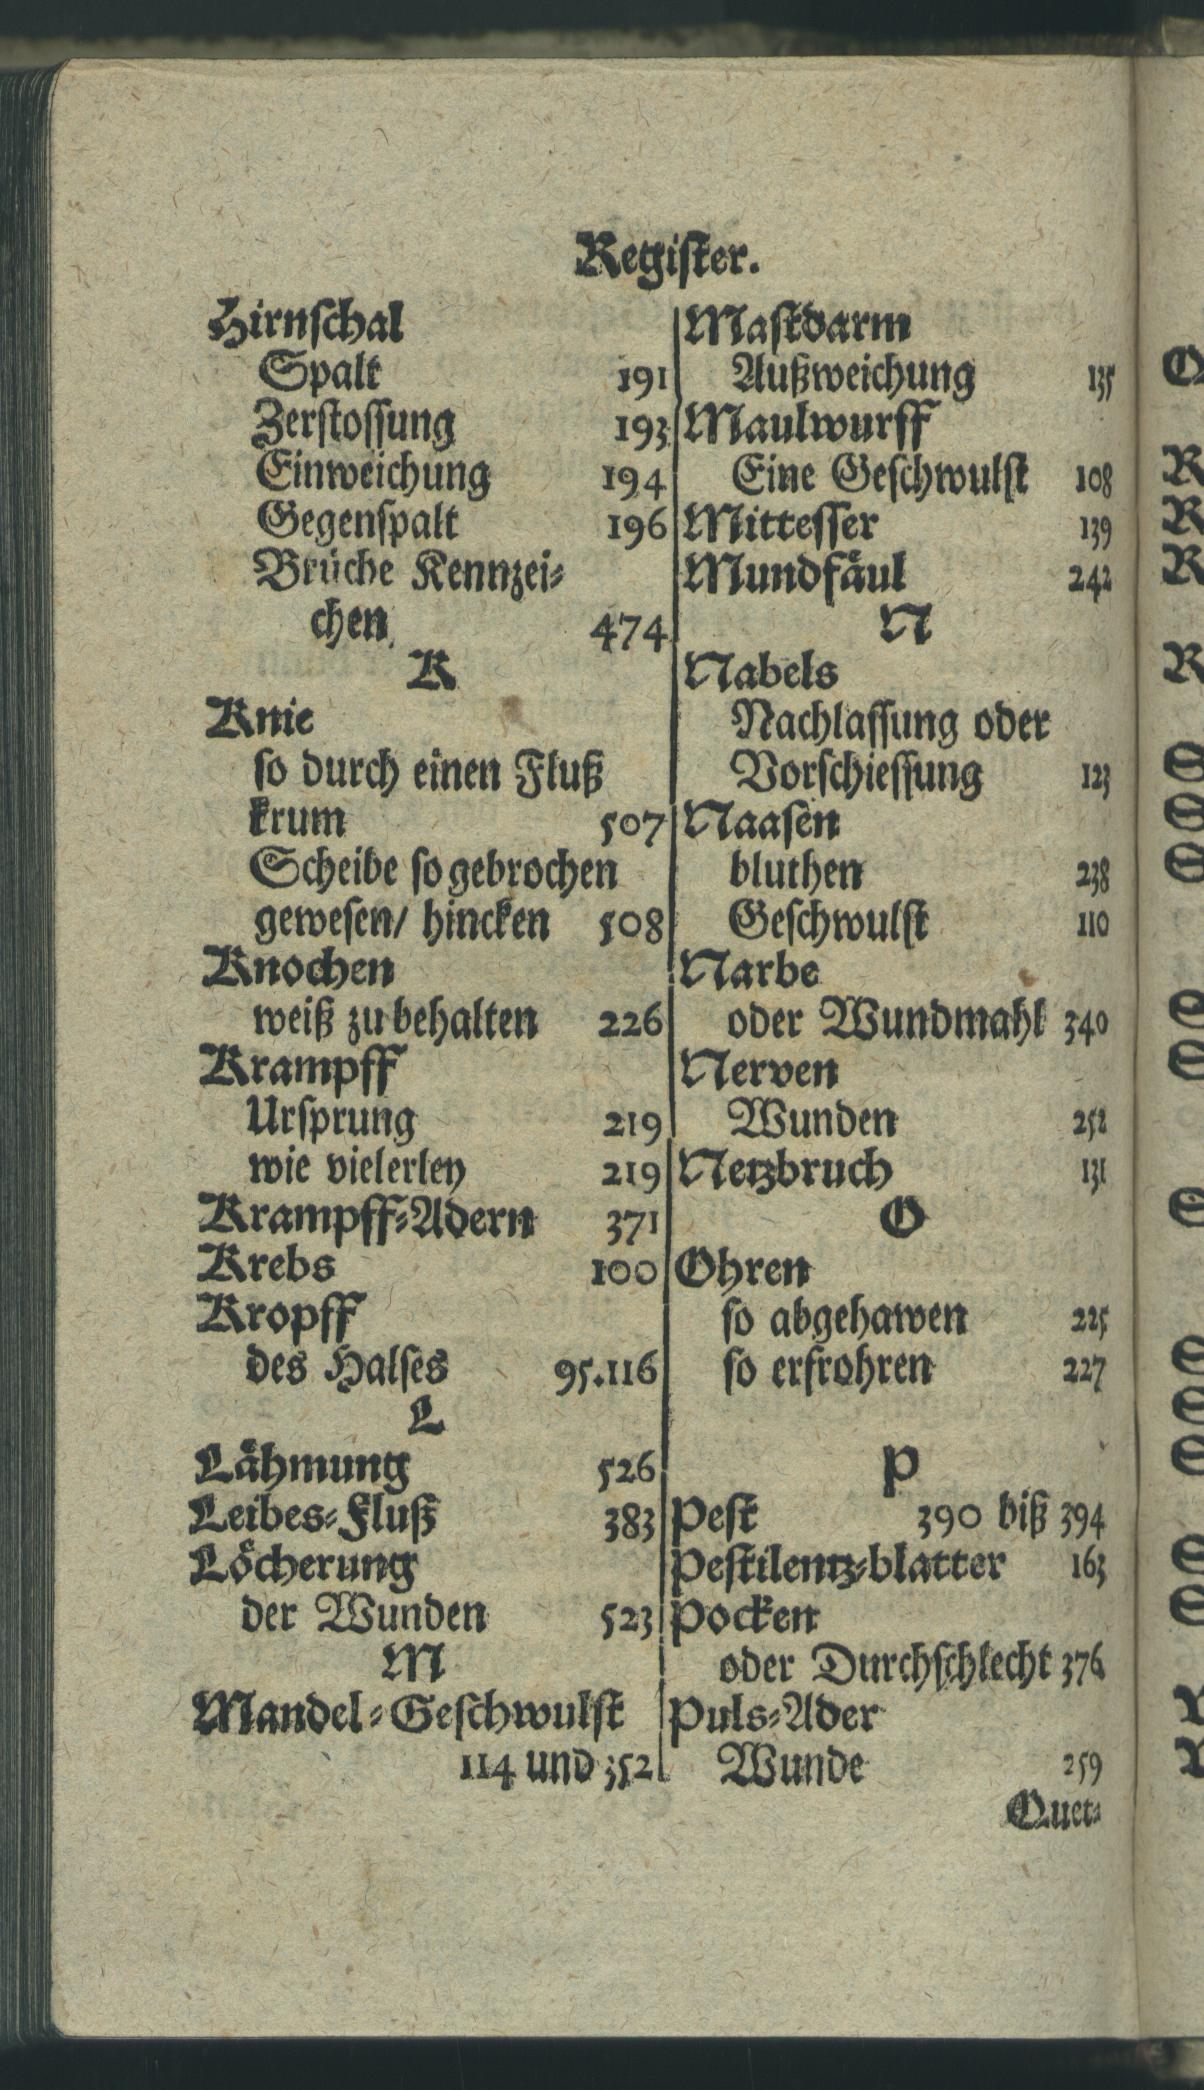 Register.
Hirnschal
Spalt 191
Zerstossung 193
Einweichung 194
Gegenspalt 196
Brüche Kennzei-
chen 474
K
Knie
so durch einen Fluß
krum 507
Scheibe so gebrochen
gewesen/ hincken 508
Knochen
weiß zu behalten 226
Krampff
Ursprung 219
wie vielerley 219
Krampff-Adern 371
Krebs 100
Kropff
des Halses 95.116
L
Lähmung 526
Leibes-Fluß 383
Löcherung
der Wunden 523
M
Mandel-Geschwulst
114 und 352
Mastdarm
Außweichung 135
Maulwurff
Eine Geschwulst 108
Mittesser 139
Mundfäul 242
N
Nabels
Nachlassung oder
Vorschiessung 123
Naasen
bluthen 238
Geschwulst 110
Narbe
oder Wundmahl 340
Nerven
Wunden 252
Netzbruch 131
O
Ohren
so abgehawen 225
so erfrohren 227
P
Pest 390 biß 394
Pestilentz-blatter 163
Pocken
oder Durchschlecht 376
Puls-Ader
Wunde 259
Quet-